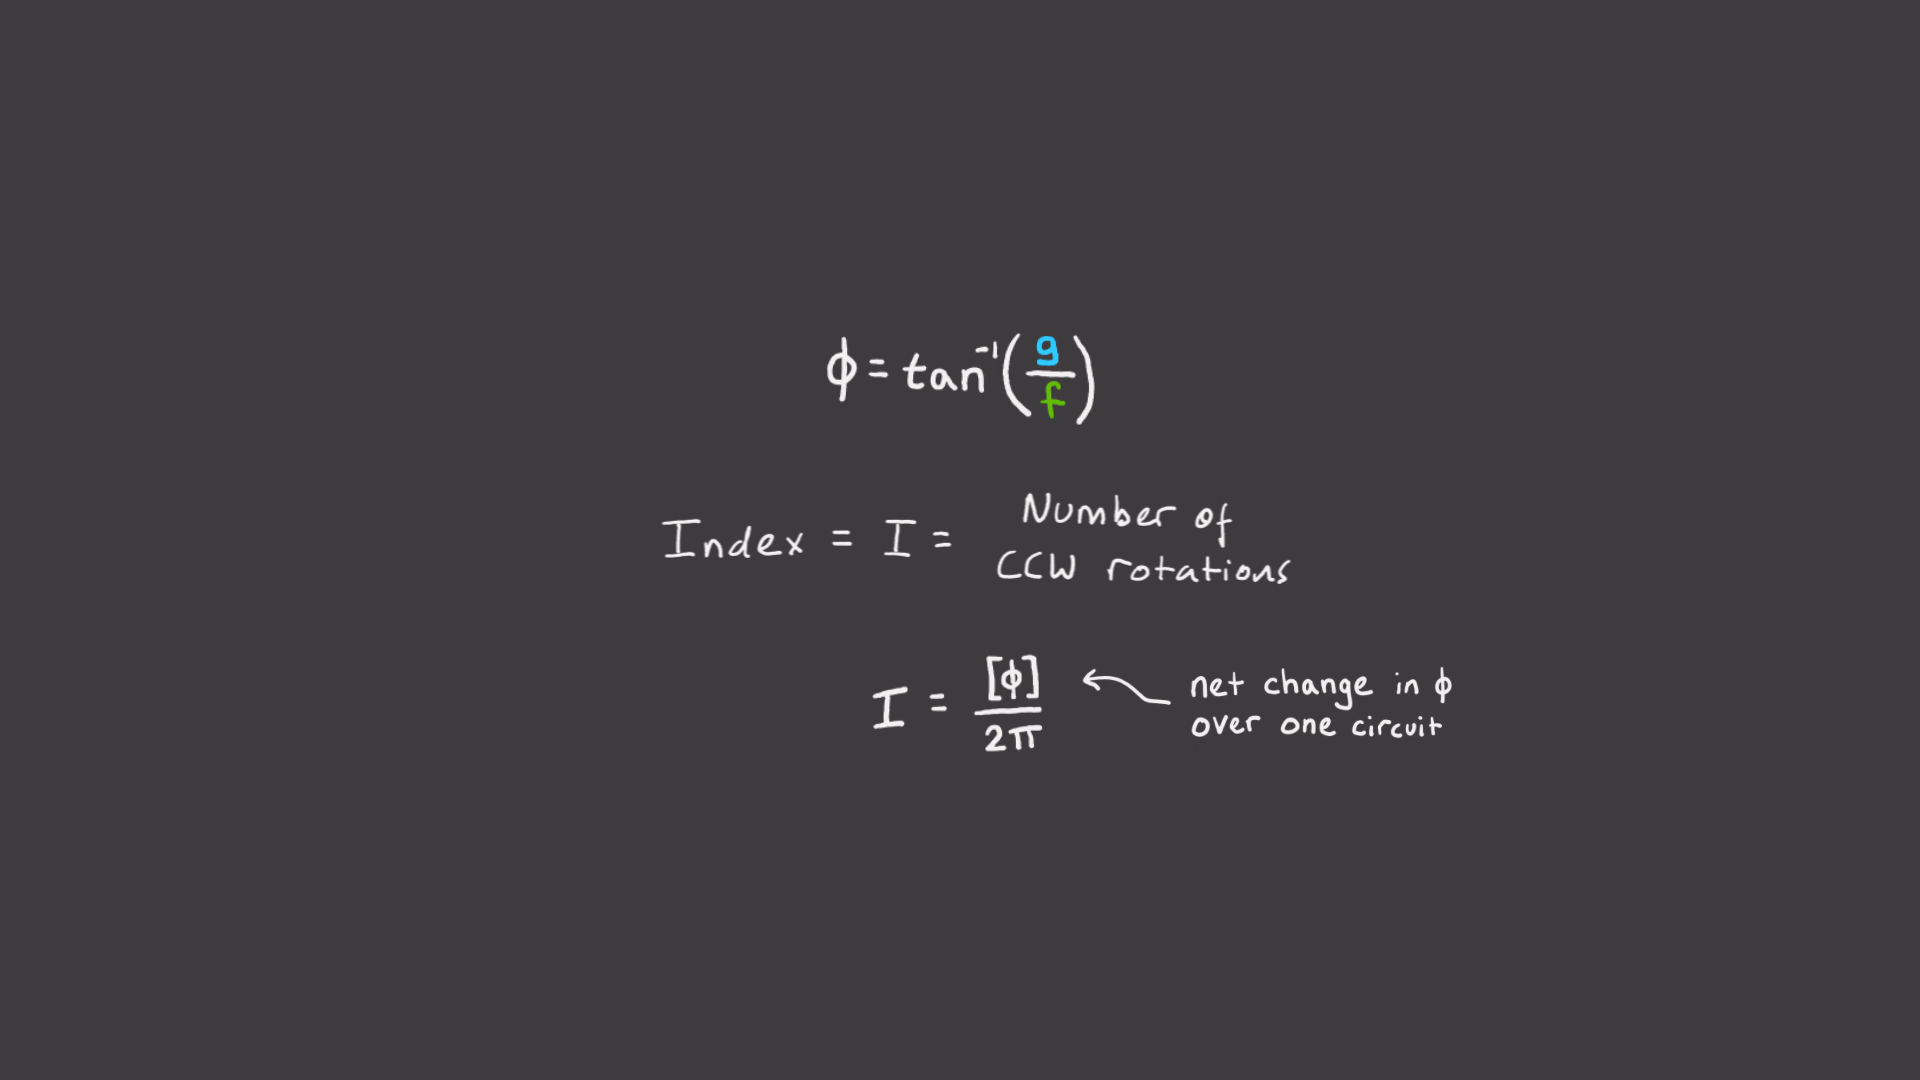 ϕ = tan⁻¹(g/f)
Index = I = Number of
CCW rotations
I = [ϕ]/2π
net change in ϕ
over one circuit